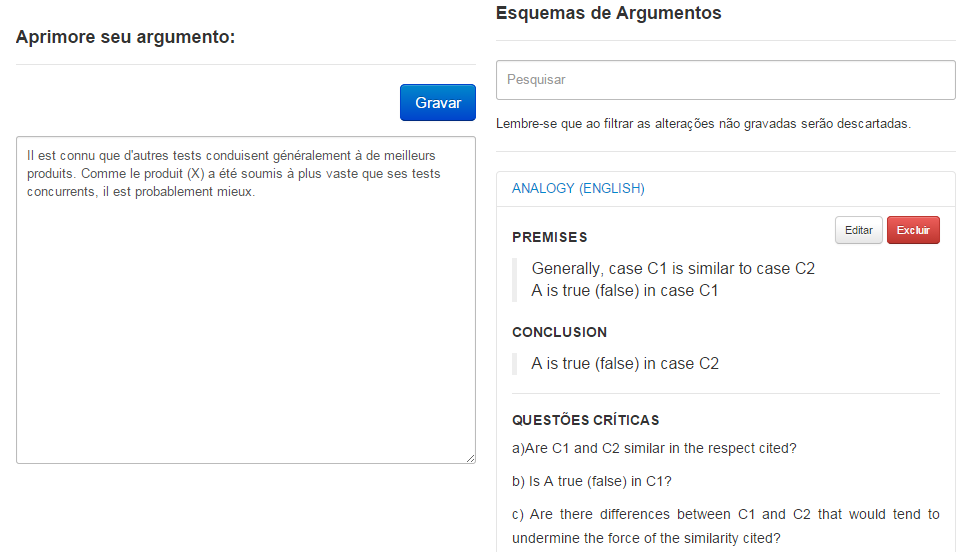 Aprimore seu argumento:
Gravar
Il est connu que d'autres tests conduisent généralement à de meilleurs
produits. Comme le produit (X) a été soumis à plus vaste que ses tests
concurrents, il est probablement mieux.
Esquemas de Argumentos
Pesquisar
Lembre-se que ao filtrar as alterações não gravadas serão descartadas.
ANALOGY (ENGLISH)
Editar
Excluir
PREMISES
Generally, case C1 is similar to case C2
A is true (false) in case C1
CONCLUSION
A is true (false) in case C2
QUESTÕES CRÍTICAS
a)Are C1 and C2 similar in the respect cited?
b) Is A true (false) in C1?
c) Are there differences between C1 and C2 that would tend to
undermine the force of the similarity cited?